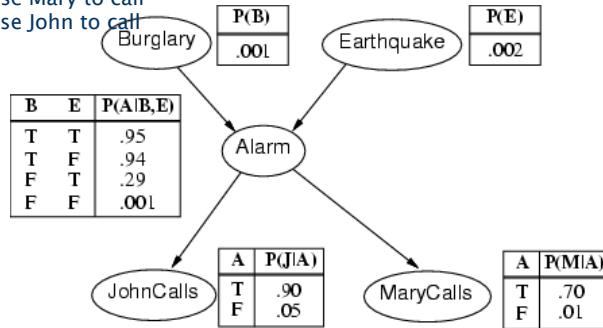 se Mary to call
se John to call
Burglary
P(B)
.001
Earthquake
P(E)
.002
B E P(A|B,E)
T T .95
T F .94
F T .29
F F .001
Alarm
JohnCalls
A P(J|A)
T .90
F .05
MaryCalls
A P(M|A)
T .70
F .01